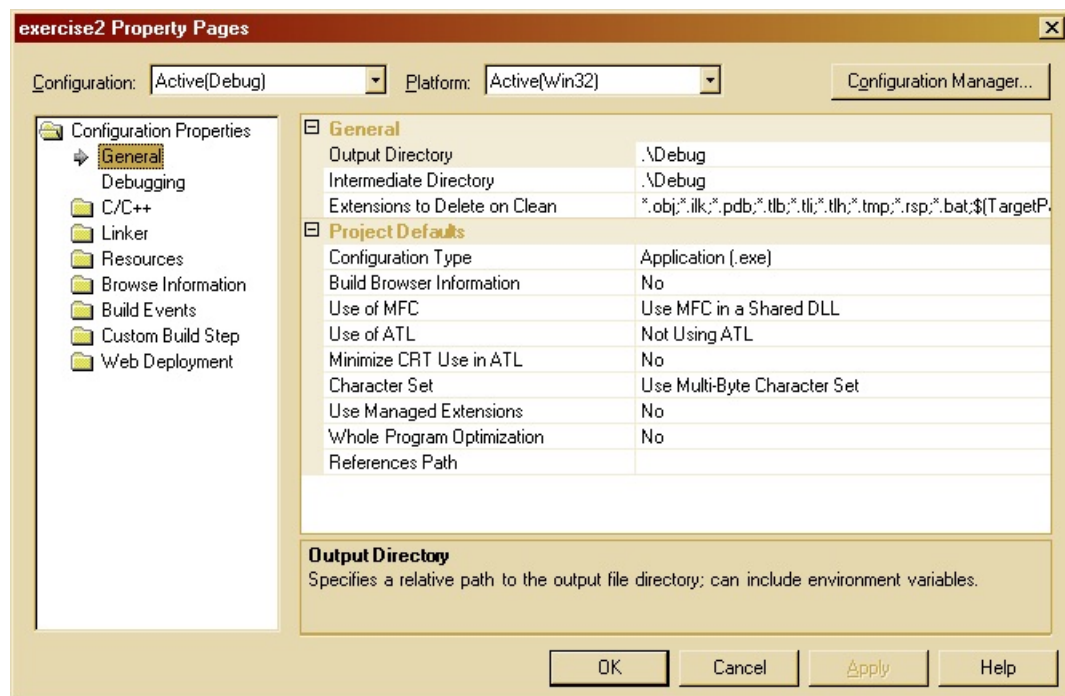 exercise2 Property Pages
Configuration: Active(Debug) Platform: Active(Win32) Configuration Manager...
Configuration Properties
General
Debugging
C/C++
Linker
Resources
Browse Information
Build Events
Custom Build Step
Web Deployment
General
Output Directory .\Debug
Intermediate Directory .\Debug
Extensions to Delete on Clean *.obj;*.ilk;*.pdb;*.tlb;*.tli;*.tlh;*.tmp;*.rsp;*.bat;$(TargetP
Project Defaults
Configuration Type Application (.exe)
Build Browser Information No
Use of MFC Use MFC in a Shared DLL
Use of ATL Not Using ATL
Minimize CRT Use in ATL No
Character Set Use Multi-Byte Character Set
Use Managed Extensions No
Whole Program Optimization No
References Path
Output Directory
Specifies a relative path to the output file directory; can include environment variables.
OK Cancel Apply Help